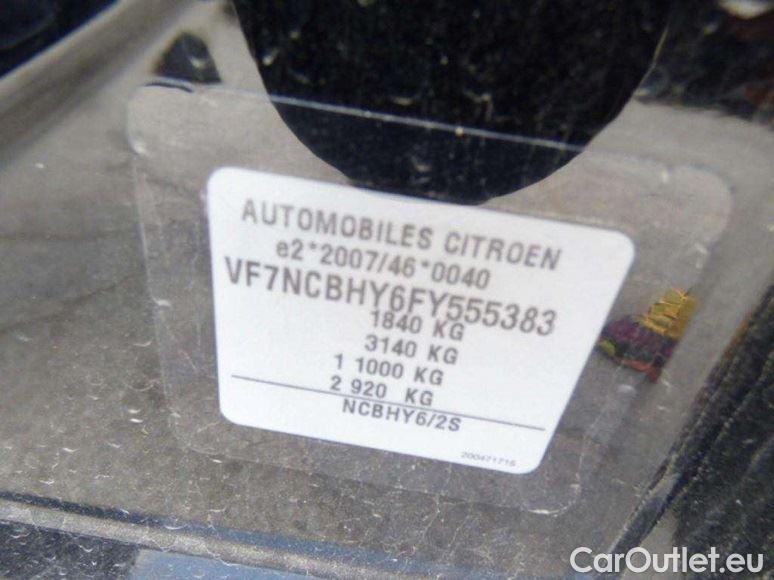 AUTOMOBILES CITROEN
e2*2007/46*0040
VF7NCBHY6FY555383
1840 KG
3140 KG
1 1000 KG
2 920 KG
NCBHY6/2S
200471716
CarOutlet.eu